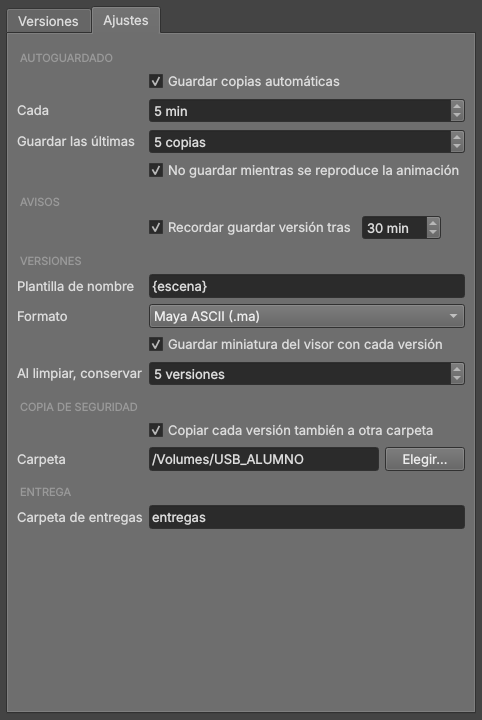 Versiones Ajustes
AUTOGUARDADO
Guardar copias automáticas
Cada 5 min
Guardar las últimas 5 copias
No guardar mientras se reproduce la animación
AVISOS
Recordar guardar versión tras 30 min
VERSIONES
Plantilla de nombre {escena}
Formato Maya ASCII (.ma)
Guardar miniatura del visor con cada versión
Al limpiar, conservar 5 versiones
COPIA DE SEGURIDAD
Copiar cada versión también a otra carpeta
Carpeta /Volumes/USB_ALUMNO Elegir...
ENTREGA
Carpeta de entregas entregas